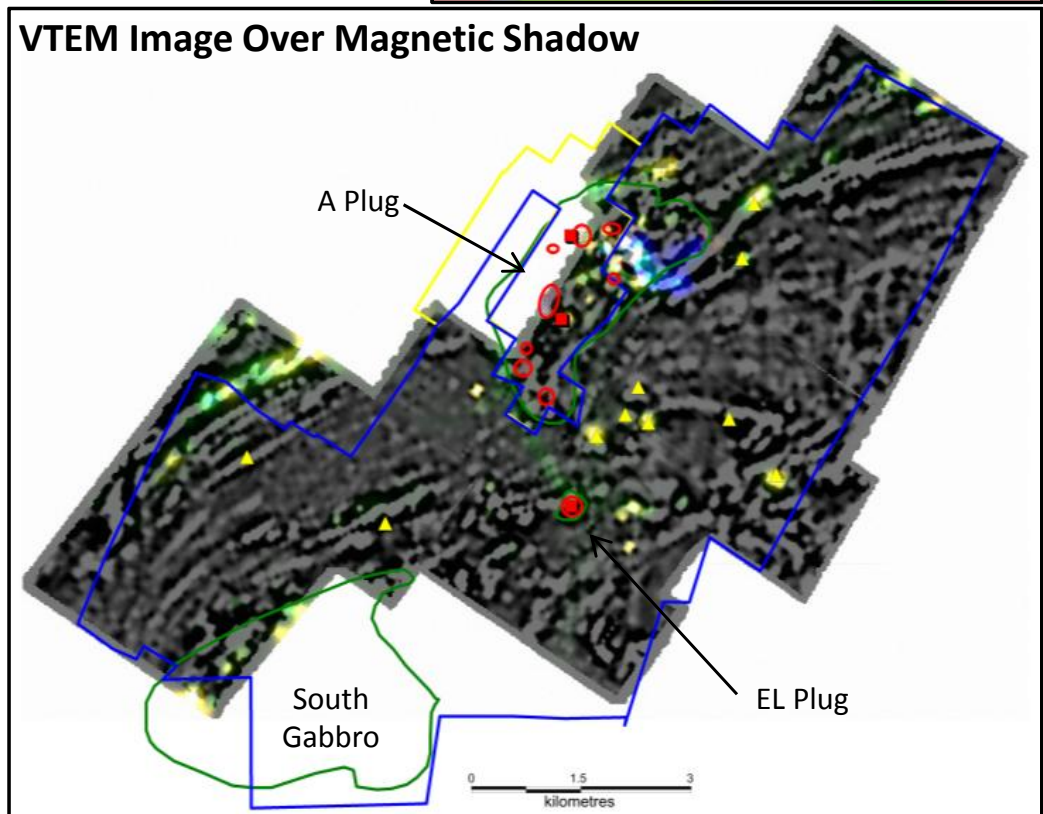 VTEM Image Over Magnetic Shadow
A Plug
EL Plug
South
Gabbro
0 1.5 3
kilometres